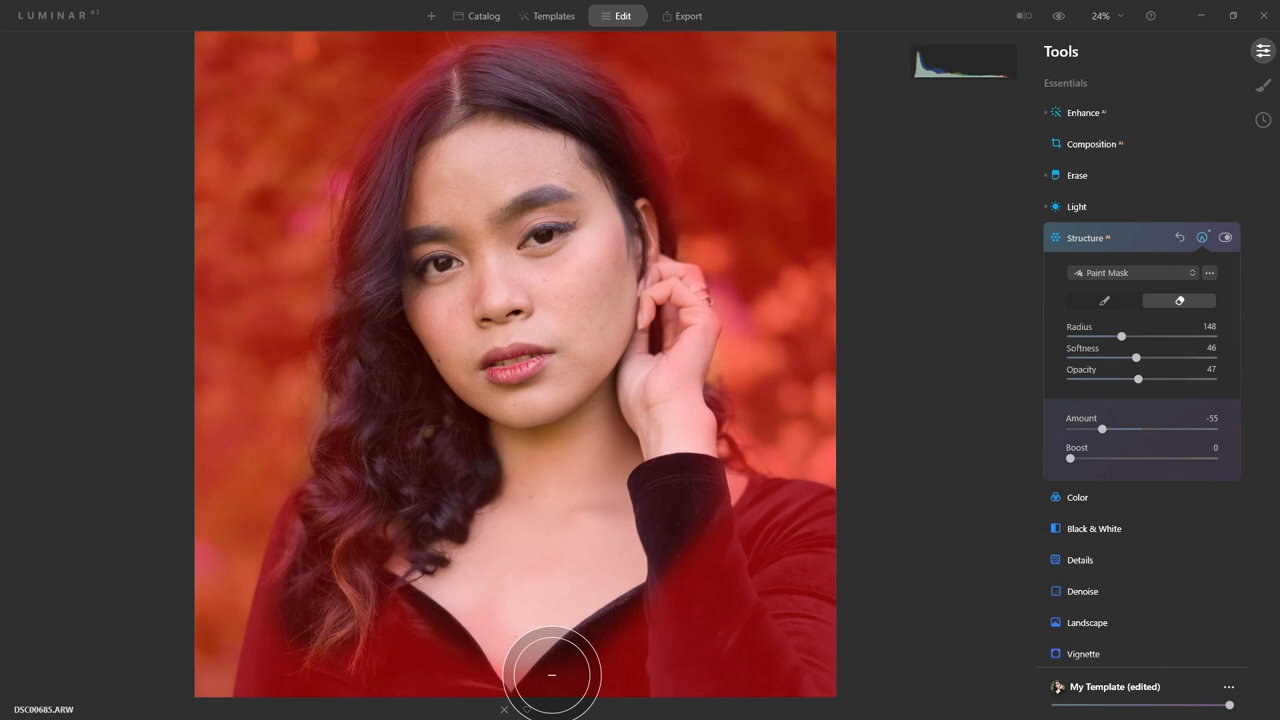 LUMINAR AI
Catalog Templates Edit Export
24%
Tools
Essentials
Enhance AI
Composition AI
Erase
Light
Structure AI
Paint Mask
Radius 148
Softness 46
Opacity 47
Amount -55
Boost 0
Color
Black & White
Details
Denoise
Landscape
Vignette
My Template (edited)
DSC00685.ARW